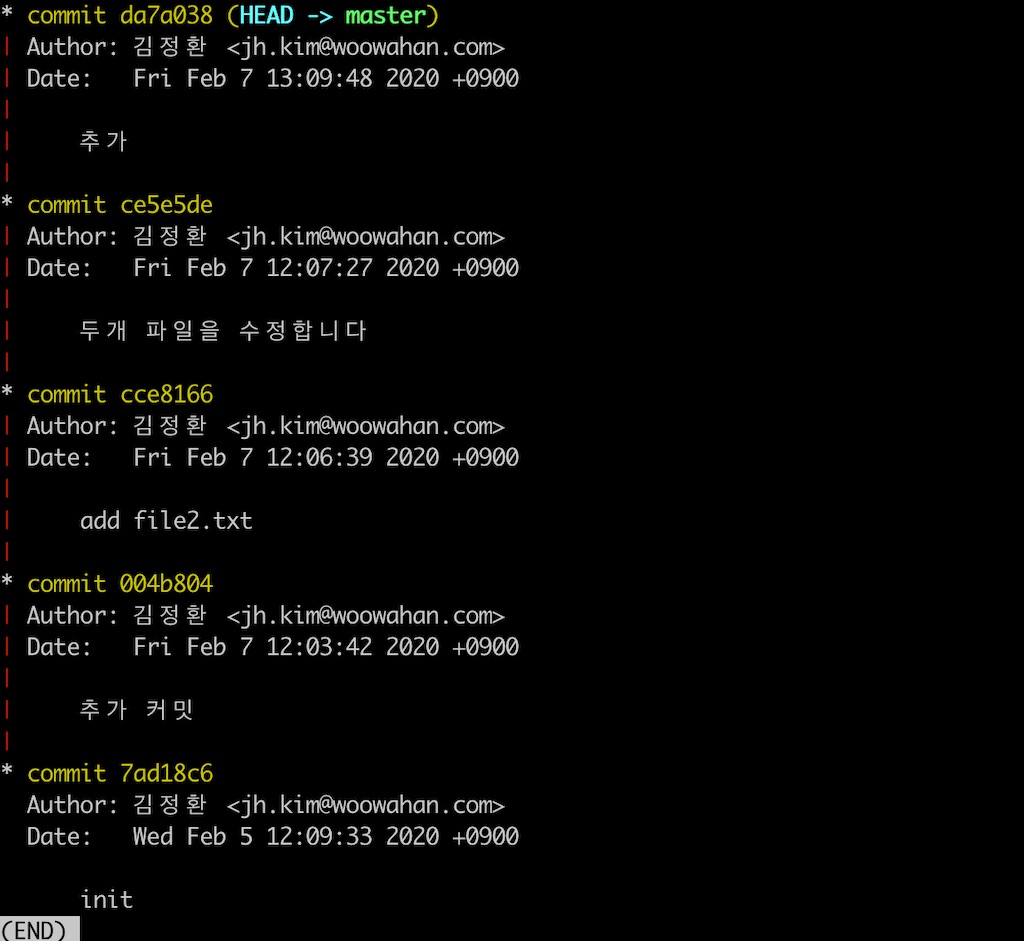 * commit da7a038 (HEAD -> master)
| Author: 김정환 <jh.kim@woowahan.com>
| Date:   Fri Feb 7 13:09:48 2020 +0900
|
|     추가
|
* commit ce5e5de
| Author: 김정환 <jh.kim@woowahan.com>
| Date:   Fri Feb 7 12:07:27 2020 +0900
|
|     두개 파일을 수정합니다
|
* commit cce8166
| Author: 김정환 <jh.kim@woowahan.com>
| Date:   Fri Feb 7 12:06:39 2020 +0900
|
|     add file2.txt
|
* commit 004b804
| Author: 김정환 <jh.kim@woowahan.com>
| Date:   Fri Feb 7 12:03:42 2020 +0900
|
|     추가 커밋
|
* commit 7ad18c6
  Author: 김정환 <jh.kim@woowahan.com>
  Date:   Wed Feb 5 12:09:33 2020 +0900

      init
(END)